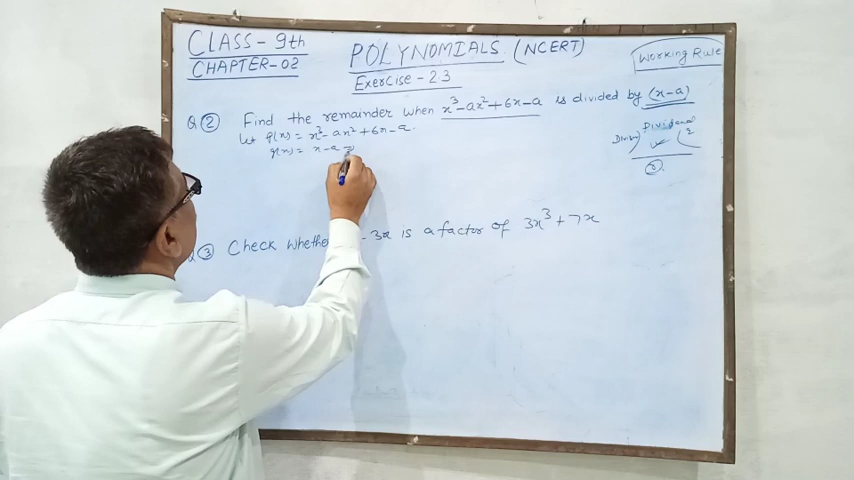 CLASS - 9th
CHAPTER-02
POLYNOMIALS (NCERT)
Exercise - 2.3
Working Rule
Q 2 Find the remainder when x³-ax²+6x-a is divided by (x-a)
Let p(x) = x³-ax²+6x-a.
g(x) = x-a =
Dividend
Divisor
q
r.
Q 3 Check whethe - 3x is a factor of 3x³+7x